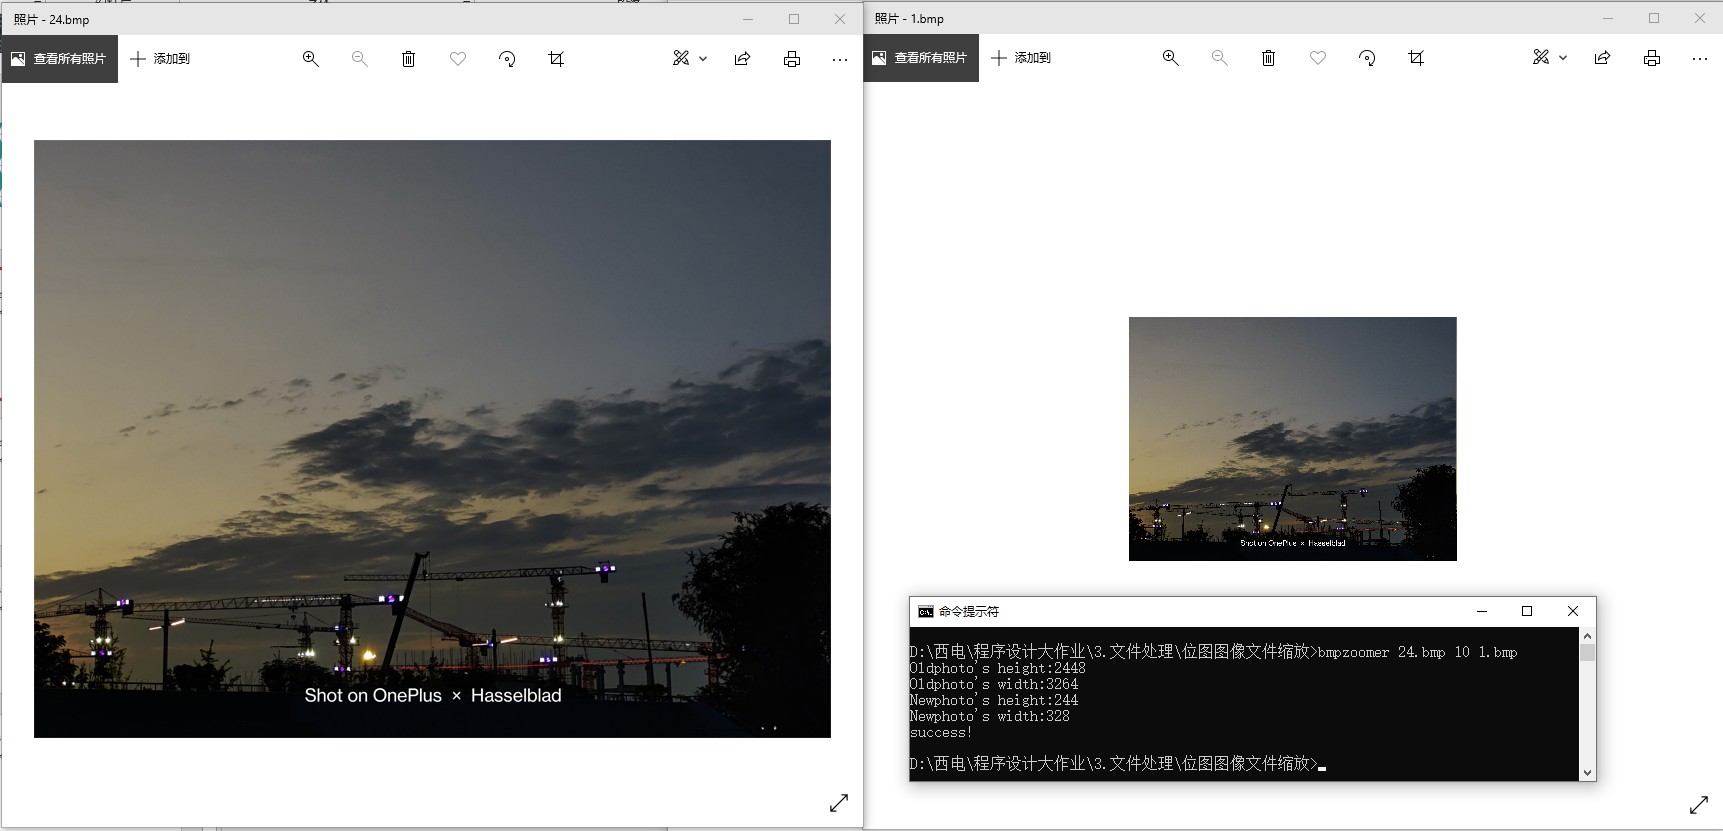 照片 - 24.bmp
查看所有照片
添加到
Shot on OnePlus × Hasselblad
照片 - 1.bmp
查看所有照片
添加到
Shot on OnePlus × Hasselblad
命令提示符
D:\西电\程序设计大作业\3.文件处理\位图图像文件缩放>bmpzoomer 24.bmp 10 1.bmp
Oldphoto's height:2448
Oldphoto's width:3264
Newphoto's height:244
Newphoto's width:328
success!
D:\西电\程序设计大作业\3.文件处理\位图图像文件缩放>